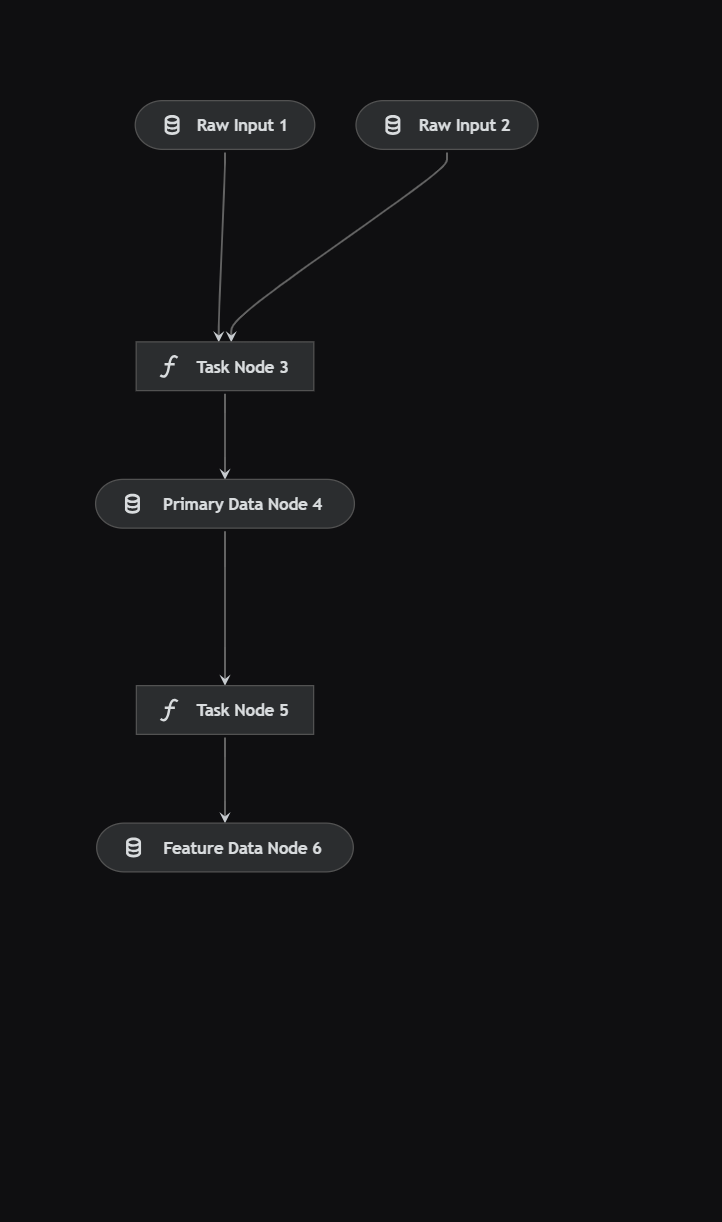 Raw Input 1
Raw Input 2
Task Node 3
Primary Data Node 4
Task Node 5
Feature Data Node 6